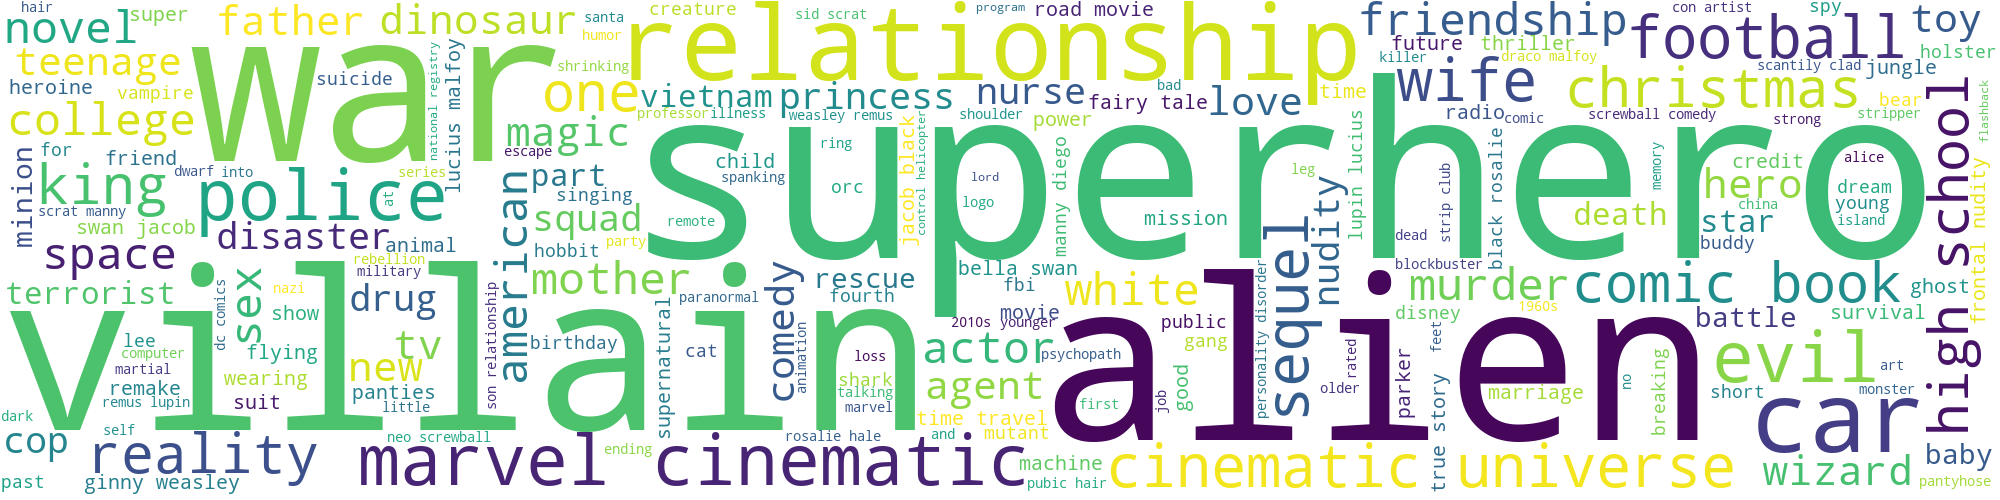 hair
super
father
dinosaur
creature
sid scrat
program
road movie
friendship
con artist
spy
toy
novel
war
santa
humor
relationship
future
thriller
draco malfoy
football
holster
teenage
suicide
national registry
lucius malfoy
shrinking
one
vietnam
princess
nurse
bad
fairy tale
love
killer
wife
scantily clad
jungle
heroine
vampire
time
christmas
bear
stripper
flashback
college
magic
professor
illness
weasley remus
shoulder
power
radio
comic
screwball comedy
strong
high school
for
friend
escape
child
spanking
ring
superhero
minion
king
dwarf
into
series
police
american
part
singing
orc
lord
logo
jacob black
control helicopter
manny diego
leg
nudity
lupin lucius
strip club
black rosalie
memory
credit
hero
alice
dream
young
island
china
scrat manny
swan jacob
at
squad
remote
mission
death
star
buddy
frontal nudity
space
disaster
animal
rebellion
military
hobbit
party
mother
rescue
bella swan
fbi
sequel
dead
blockbuster
terrorist
villain
nazi
dc comics
sex
show
drug
son relationship
supernatural
paranormal
comedy
fourth
movie
white
alien
murder
comic book
ghost
lee
computer
martial
flying
tv
birthday
cat
animation
loss
2010s younger
actor
public
gang
personality disorder
disney
1960s
battle
survival
remake
wearing
new
panties
shark
talking
agent
psychopath
good
job
older
rated
parker
feet
marriage
no
breaking
evil
short
art
monster
dark
remus lupin
suit
little
marvel
time travel
first
car
cop
self
reality
neo screwball
rosalie hale
and
mutant
true story
baby
past
ginny weasley
marvel cinematic
ending
machine
pubic hair
cinematic universe
wizard
pantyhose